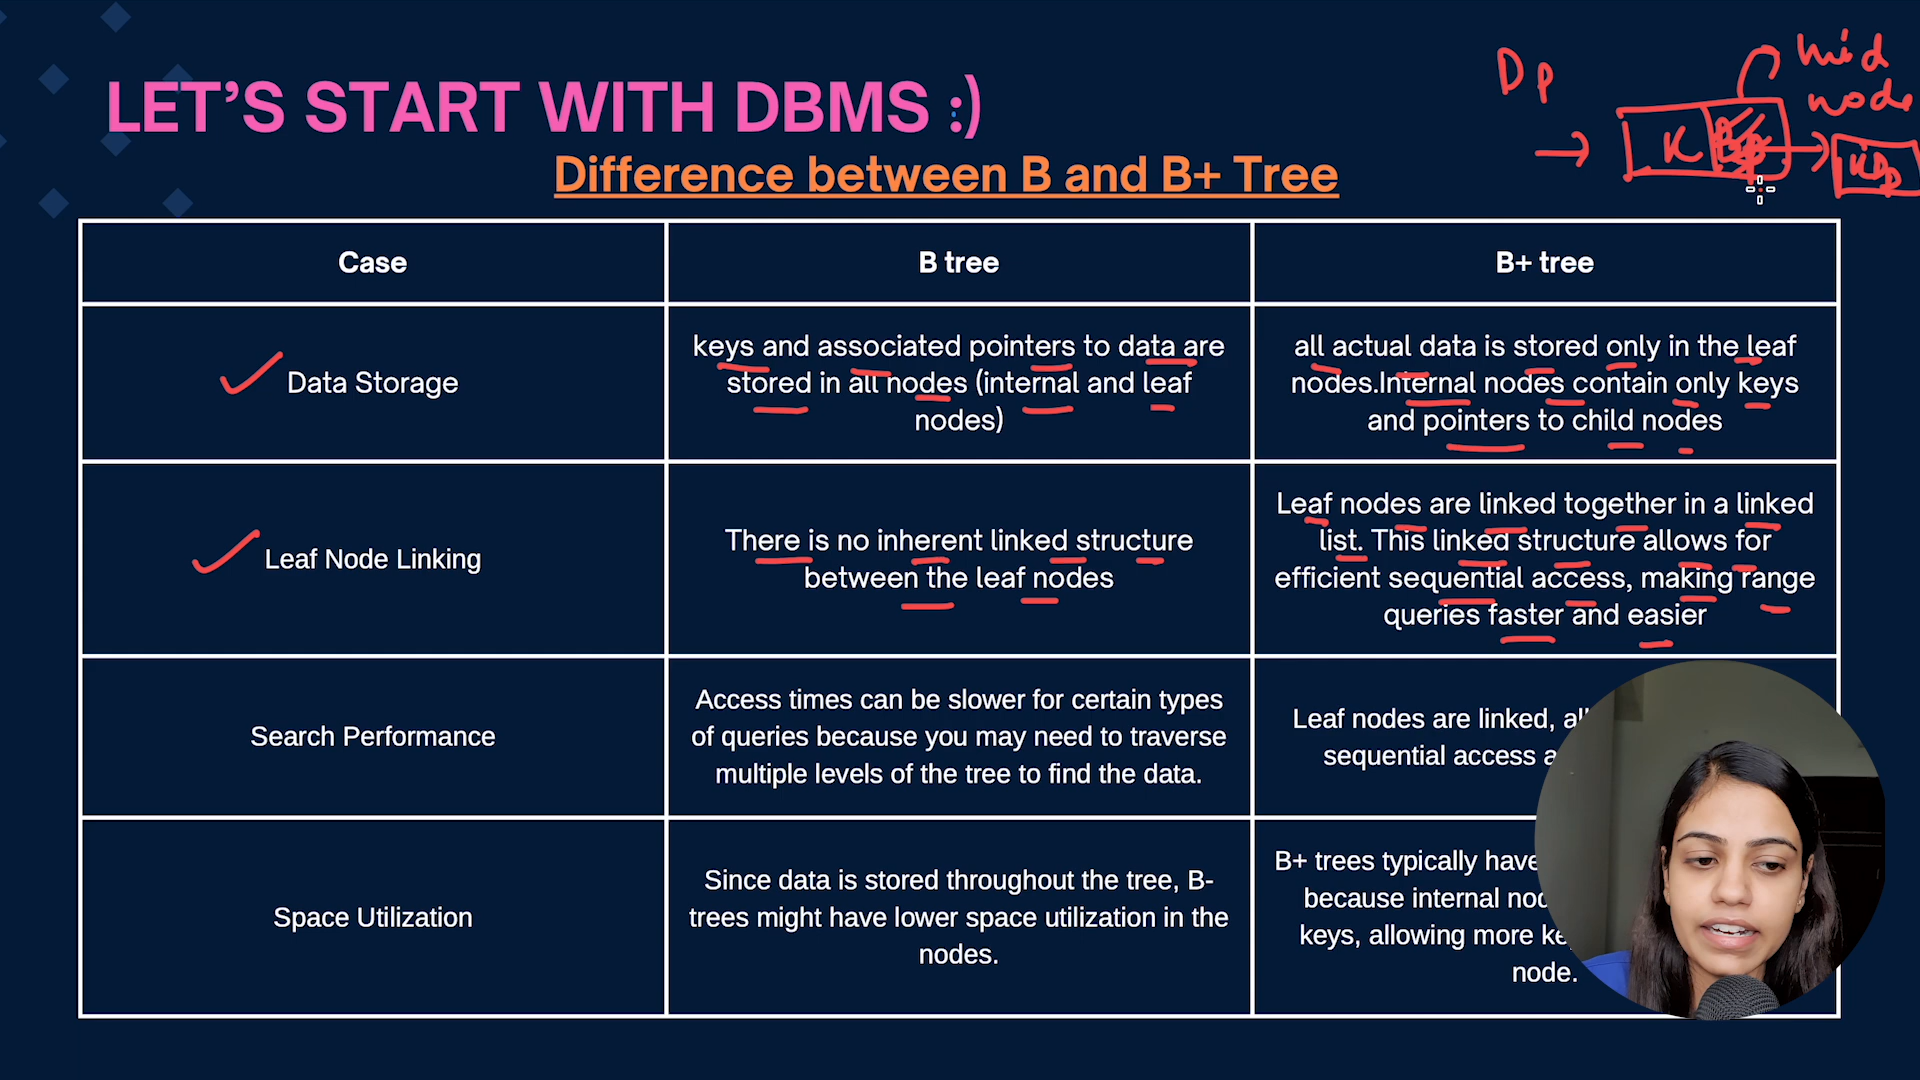 LET’S START WITH DBMS :)
Difference between B and B+ Tree
Dp
mid
node
K
KDp
Case
B tree
B+ tree
Data Storage
keys and associated pointers to data are
stored in all nodes (internal and leaf
nodes)
all actual data is stored only in the leaf
nodes.Internal nodes contain only keys
and pointers to child nodes
Leaf Node Linking
There is no inherent linked structure
between the leaf nodes
Leaf nodes are linked together in a linked
list. This linked structure allows for
efficient sequential access, making range
queries faster and easier
Search Performance
Access times can be slower for certain types
of queries because you may need to traverse
multiple levels of the tree to find the data.
Leaf nodes are linked,
sequential access
Space Utilization
Since data is stored throughout the tree, B-
trees might have lower space utilization in the
nodes.
B+ trees typically have
because internal
keys, allowing more
node.